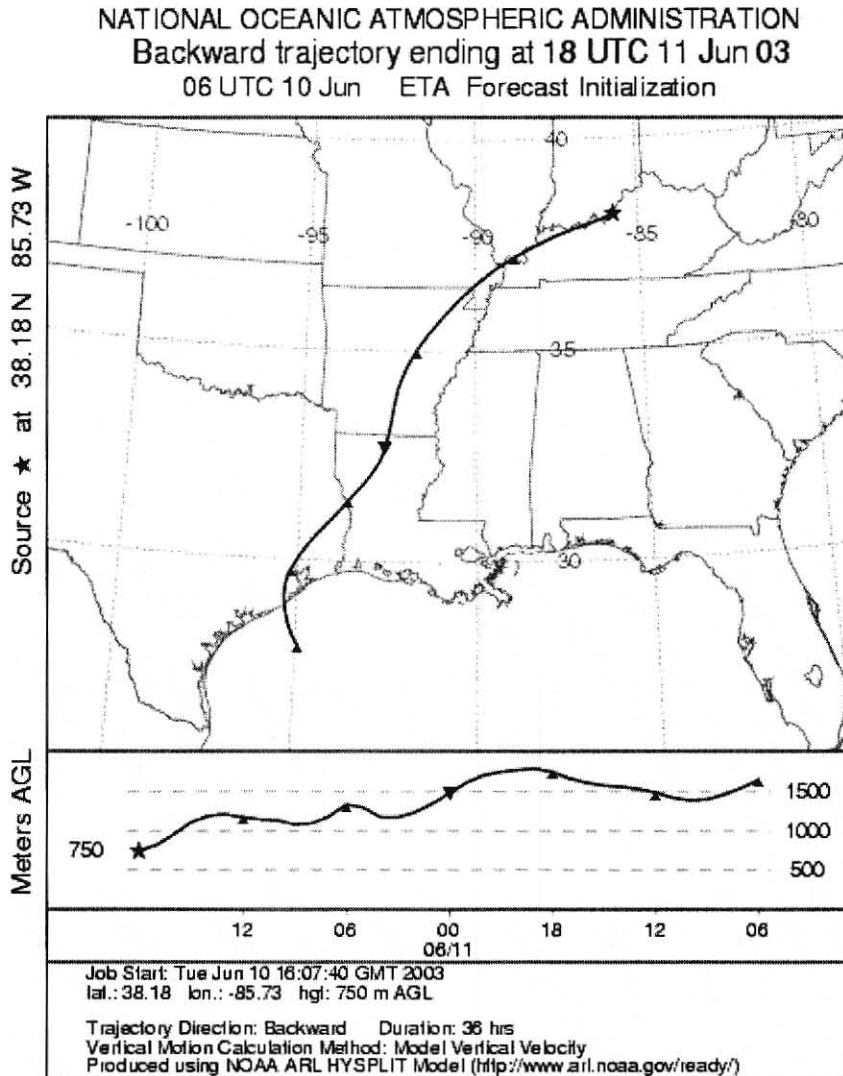 NATIONAL OCEANIC ATMOSPHERIC ADMINISTRATION
Backward trajectory ending at 18 UTC 11 Jun 03
06 UTC 10 Jun ETA Forecast Initialization
Source ★ at 38.18 N 85.73 W
40
-100
-95
-90
-85
-80
35
30
Meters AGL
750
1500
1000
500
12 06 00 18 12 06
06/11
Job Start: Tue Jun 10 16:07:40 GMT 2003
lat.: 38.18 lon.: -85.73 hgt: 750 m AGL
Trajectory Direction: Backward Duration: 36 hrs
Vertical Motion Calculation Method: Model Vertical Velocity
Produced using NOAA ARL HYSPLIT Model (http://www.arl.noaa.gov/ready/)